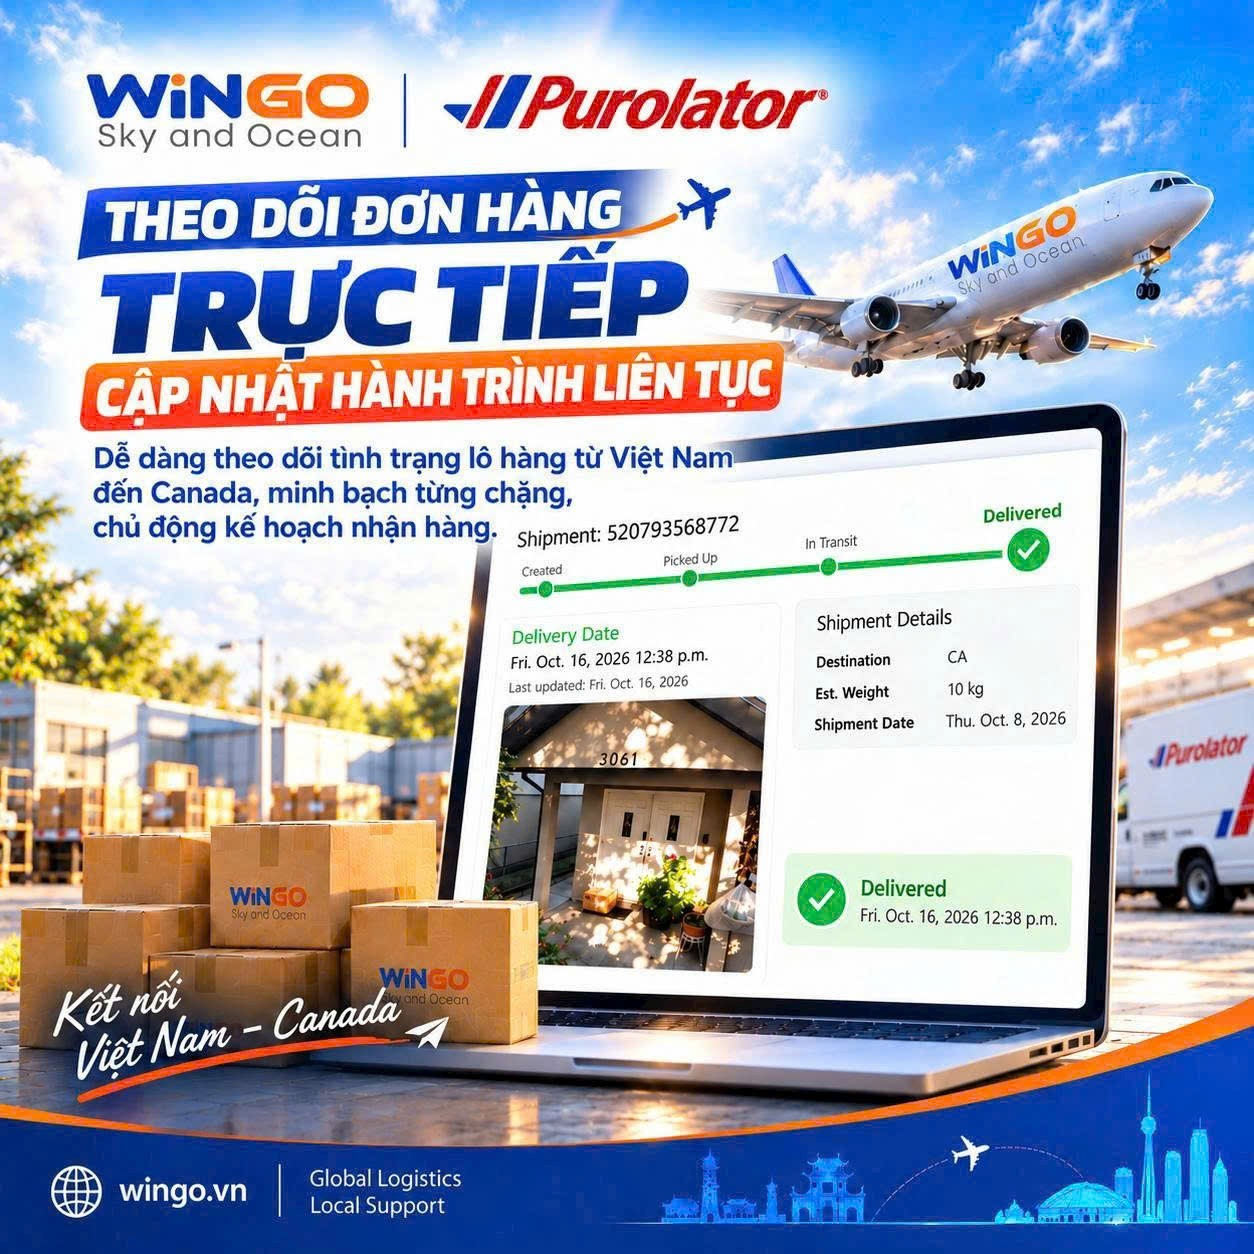 WiNGO
Sky and Ocean
Purolator®
THEO DÕI ĐƠN HÀNG
TRỰC TIẾP
CẬP NHẬT HÀNH TRÌNH LIÊN TỤC
Dễ dàng theo dõi tình trạng lô hàng từ Việt Nam
đến Canada, minh bạch từng chặng,
chủ động kế hoạch nhận hàng.
WiNGO
Sky and Ocean
Shipment: 520793568772
Created
Picked Up
In Transit
Delivered
Delivery Date
Fri. Oct. 16, 2026 12:38 p.m.
Last updated: Fri. Oct. 16, 2026
3061
Shipment Details
Destination CA
Est. Weight 10 kg
Shipment Date Thu. Oct. 8, 2026
Delivered
Fri. Oct. 16, 2026 12:38 p.m.
Purolator
WiNGO
Sky and Ocean
WiNGO
Sky and Ocean
Kết nối
Việt Nam – Canada
wingo.vn
Global Logistics
Local Support